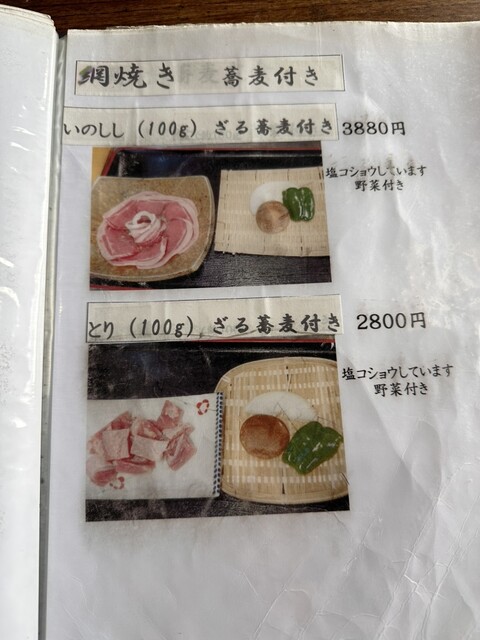 網焼き 蕎麦付き
いのしし (100g) ざる蕎麦付き 3880円
塩コショウしています
野菜付き
とり (100g) ざる蕎麦付き 2800円
塩コショウしています
野菜付き